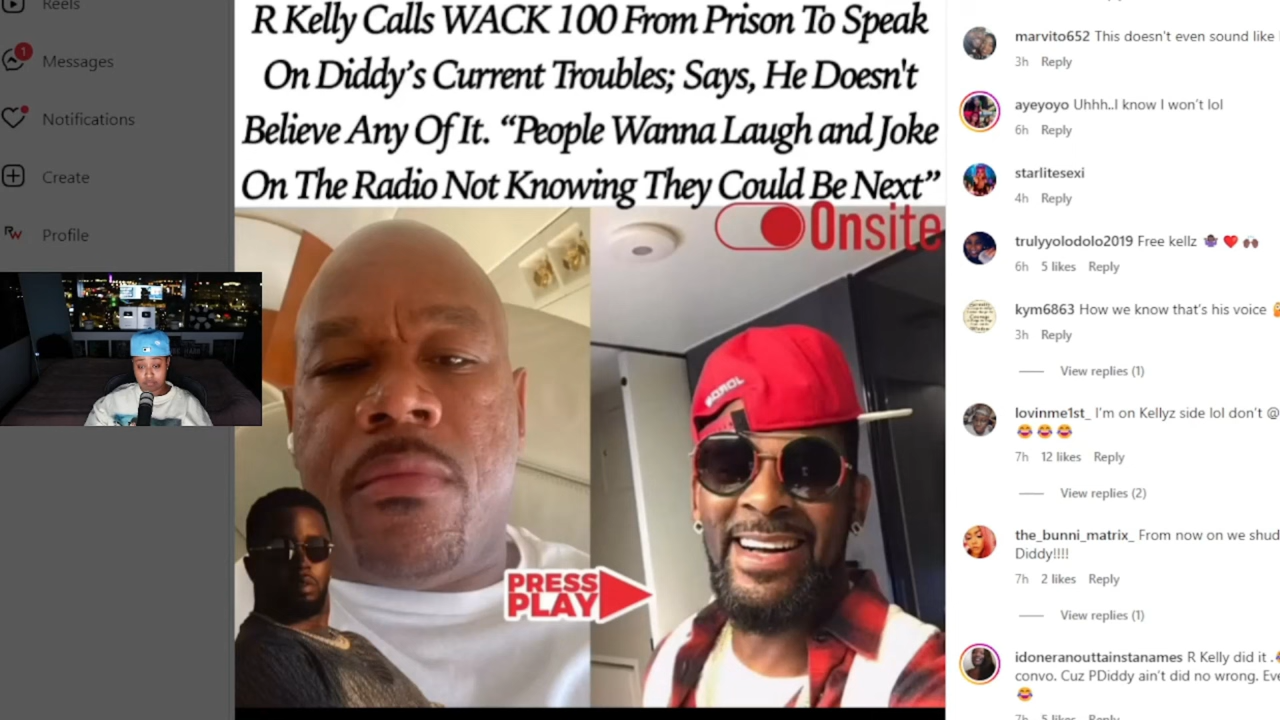 Reels
1
Messages
Notifications
Create
RW
Profile
R Kelly Calls WACK 100 From Prison To Speak
On Diddy’s Current Troubles; Says, He Doesn't
Believe Any Of It. “People Wanna Laugh and Joke
On The Radio Not Knowing They Could Be Next”
Onsite
PRESS
PLAY
marvito652 This doesn't even sound like
3h Reply
ayeyoyo Uhhh..I know I won’t lol
6h Reply
starlitesexi
4h Reply
trulyyolodolo2019 Free kellz
6h 5 likes Reply
kym6863 How we know that’s his voice
3h Reply
View replies (1)
lovinme1st_ I’m on Kellyz side lol don’t @
7h 12 likes Reply
View replies (2)
the_bunni_matrix_ From now on we shud
Diddy!!!!
7h 2 likes Reply
View replies (1)
idoneranouttainstanames R Kelly did it .
convo. Cuz PDiddy ain’t did no wrong. Eve
7h 5 likes Reply